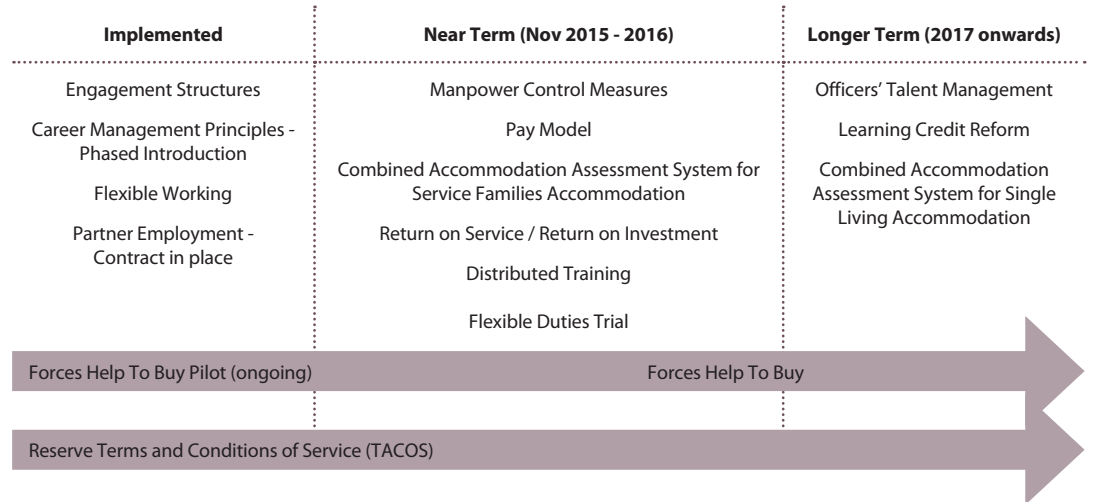 Implemented
Near Term (Nov 2015 - 2016)
Longer Term (2017 onwards)
Engagement Structures
Career Management Principles -
Phased Introduction
Flexible Working
Partner Employment -
Contract in place
Manpower Control Measures
Pay Model
Combined Accommodation Assessment System for
Service Families Accommodation
Return on Service / Return on Investment
Distributed Training
Flexible Duties Trial
Officers’ Talent Management
Learning Credit Reform
Combined Accommodation
Assessment System for Single
Living Accommodation
Forces Help To Buy Pilot (ongoing)
Forces Help To Buy
Reserve Terms and Conditions of Service (TACOS)